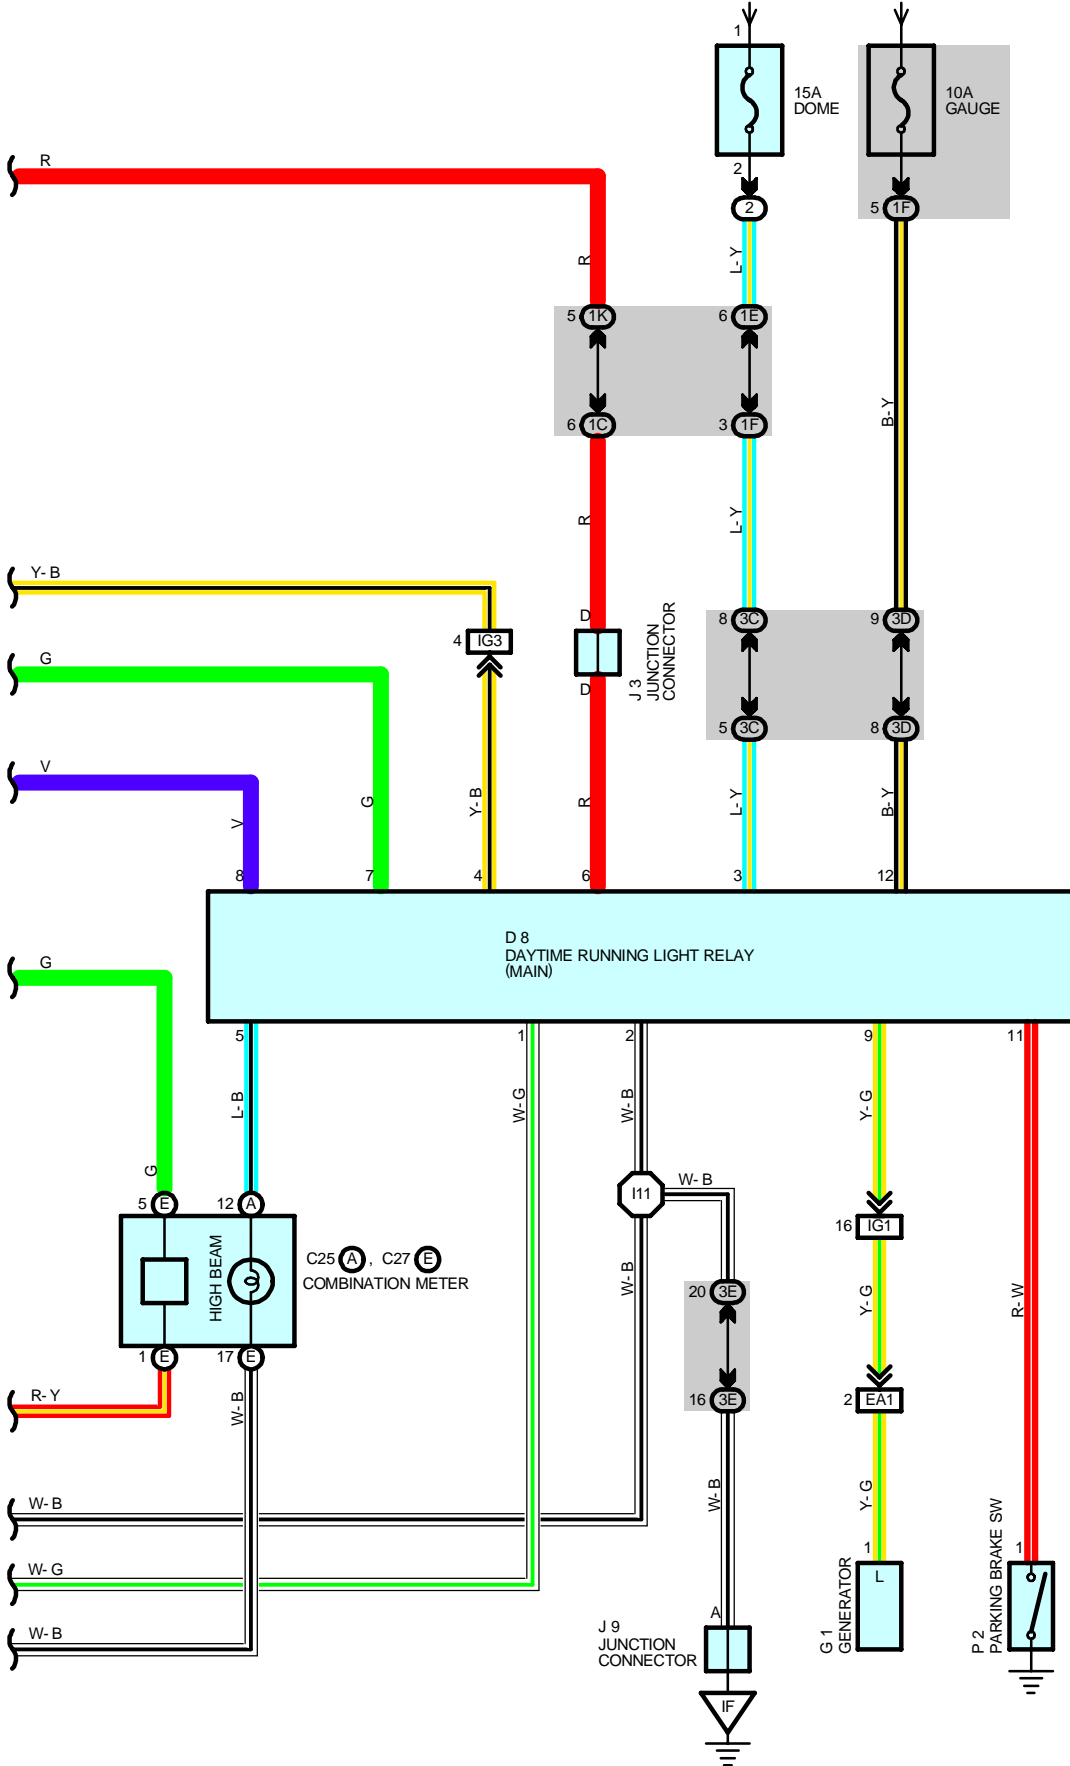 1
15A
DOME
10A
GAUGE
2
2
5 1F
R
R
L-Y
5 1K
6 1E
6 1C
3 1F
B-Y
R
L-Y
Y-B
4 IG3
D
D
J 3
JUNCTION
CONNECTOR
8 3C
9 3D
5 3C
8 3D
G
V
V
G
Y-B
R
L-Y
B-Y
8
7
4
6
3
12
D 8
DAYTIME RUNNING LIGHT RELAY
(MAIN)
G
5
1
2
9
11
G
L-B
W-G
W-B
Y-G
R-W
I11
W-B
5 E
12 A
HIGH BEAM
C25 A , C27 E
COMBINATION METER
1 E
17 E
W-B
20 3E
16 3E
16 IG1
Y-G
2 EA1
R-Y
W-B
W-B
Y-G
W-B
W-G
W-B
J 9
JUNCTION
CONNECTOR
A
IF
1
L
G 1
GENERATOR
1
P 2
PARKING BRAKE SW